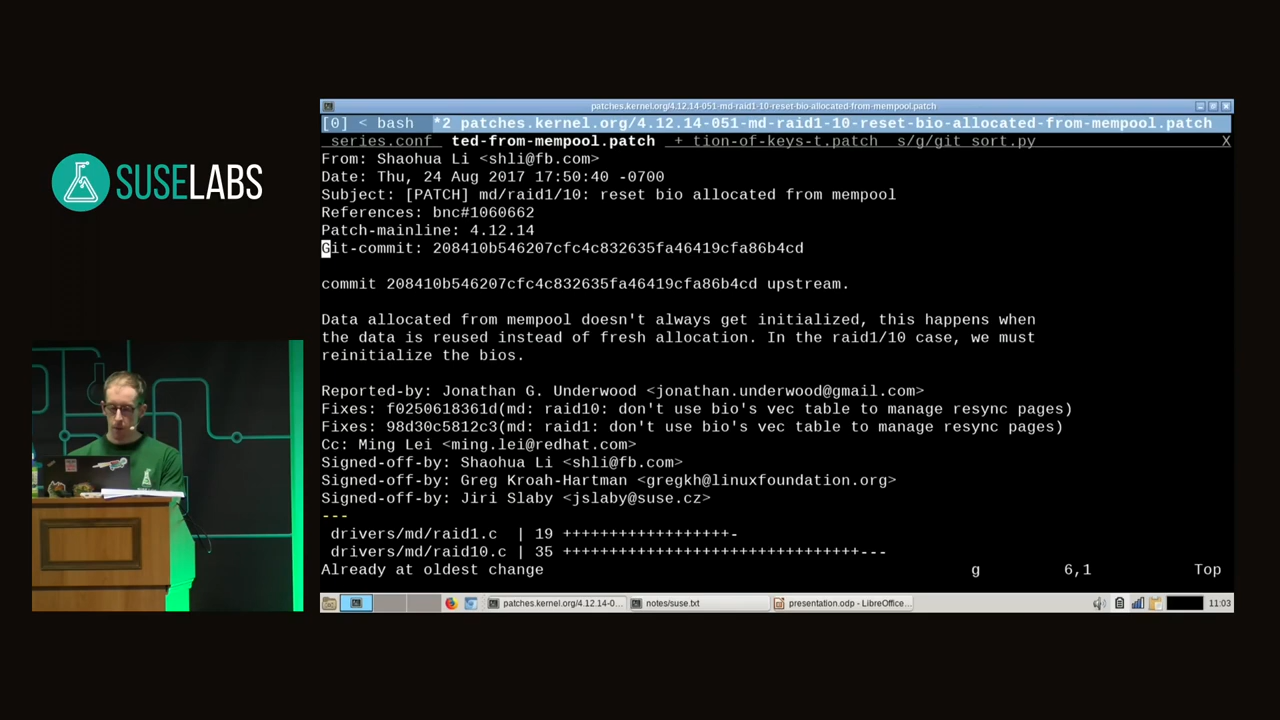 SUSELABS
patches.kernel.org/4.12.14-051-md-raid1-10-reset-bio-allocated-from-mempool.patch
[0] < bash *2 patches.kernel.org/4.12.14-051-md-raid1-10-reset-bio-allocated-from-mempool.patch
series.conf ted-from-mempool.patch + tion-of-keys-t.patch s/g/git_sort.py X
From: Shaohua Li <shli@fb.com>
Date: Thu, 24 Aug 2017 17:50:40 -0700
Subject: [PATCH] md/raid1/10: reset bio allocated from mempool
References: bnc#1060662
Patch-mainline: 4.12.14
Git-commit: 208410b546207cfc4c832635fa46419cfa86b4cd
commit 208410b546207cfc4c832635fa46419cfa86b4cd upstream.
Data allocated from mempool doesn't always get initialized, this happens when
the data is reused instead of fresh allocation. In the raid1/10 case, we must
reinitialize the bios.
Reported-by: Jonathan G. Underwood <jonathan.underwood@gmail.com>
Fixes: f0250618361d(md: raid10: don't use bio's vec table to manage resync pages)
Fixes: 98d30c5812c3(md: raid1: don't use bio's vec table to manage resync pages)
Cc: Ming Lei <ming.lei@redhat.com>
Signed-off-by: Shaohua Li <shli@fb.com>
Signed-off-by: Greg Kroah-Hartman <gregkh@linuxfoundation.org>
Signed-off-by: Jiri Slaby <jslaby@suse.cz>
---
drivers/md/raid1.c | 19 ++++++++++++++++++-
drivers/md/raid10.c | 35 ++++++++++++++++++++++++++++++++---
Already at oldest change g 6,1 Top
patches.kernel.org/4.12.14-0... notes/suse.txt presentation.odp - LibreOffice... 11:03